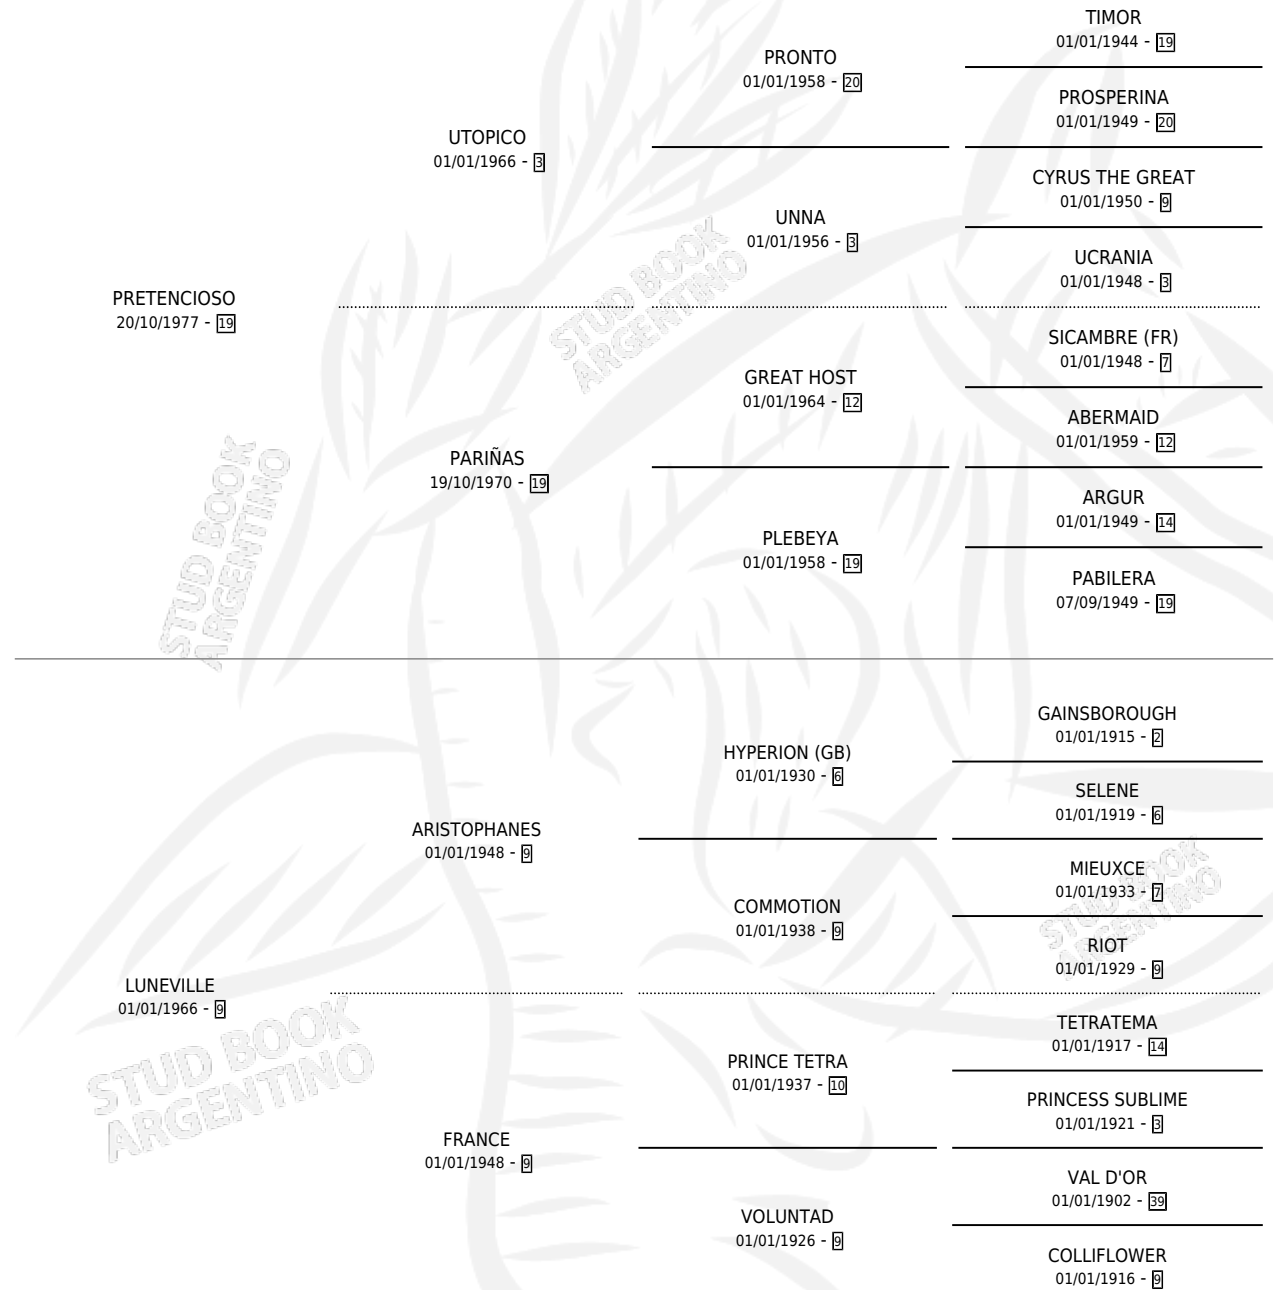 TIMOR
01/01/1944 - 19
PRONTO
01/01/1958 - 20
PROSPERINA
01/01/1949 - 20
UTOPICO
01/01/1966 - 3
CYRUS THE GREAT
01/01/1950 - 9
UNNA
01/01/1956 - 3
UCRANIA
01/01/1948 - 3
STUD BOOK
ARGENTINO
PRETENCIOSO
20/10/1977 - 19
SICAMBRE (FR)
01/01/1948 - 7
GREAT HOST
01/01/1964 - 12
ABERMAID
01/01/1959 - 12
PARIÑAS
19/10/1970 - 19
ARGUR
01/01/1949 - 14
PLEBEYA
01/01/1958 - 19
PABILERA
07/09/1949 - 19
STUD BOOK
ARGENTINO
GAINSBOROUGH
01/01/1915 - 2
HYPERION (GB)
01/01/1930 - 6
SELENE
01/01/1919 - 6
ARISTOPHANES
01/01/1948 - 9
MIEUXCE
01/01/1933 - 7
COMMOTION
01/01/1938 - 9
RIOT
01/01/1929 - 9
STUD BOOK
ARGENTINO
LUNEVILLE
01/01/1966 - 9
STUD BOOK
ARGENTINO
TETRATEMA
01/01/1917 - 14
PRINCE TETRA
01/01/1937 - 10
PRINCESS SUBLIME
01/01/1921 - 3
FRANCE
01/01/1948 - 9
VAL D'OR
01/01/1902 - 39
VOLUNTAD
01/01/1926 - 9
COLLIFLOWER
01/01/1916 - 9